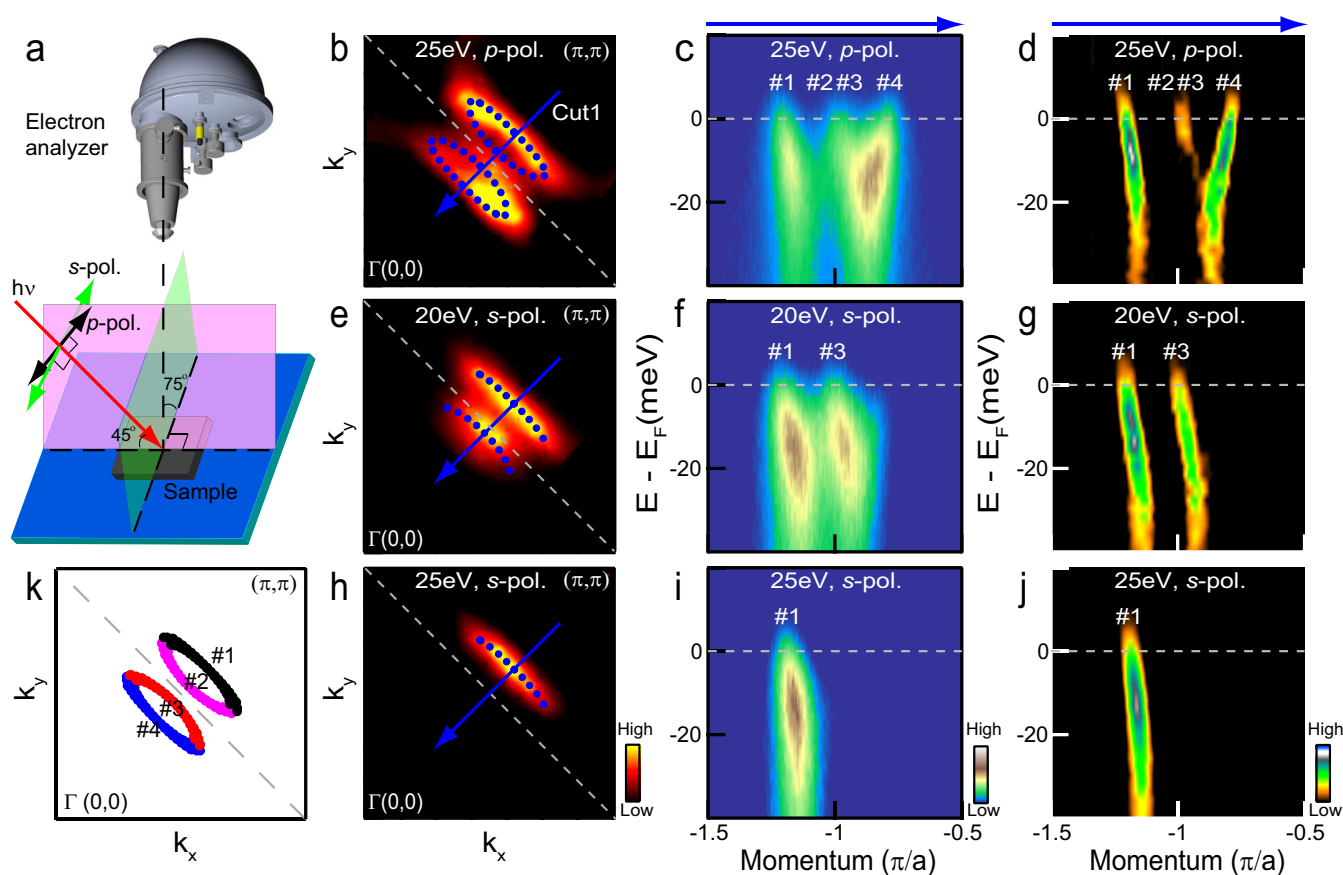 a
Electron
analyzer
s-pol.
hν
p-pol.
75°
45°
Sample
b
25eV, p-pol.
(π,π)
Cut1
k_y
Γ(0,0)
c
25eV, p-pol.
#1 #2 #3 #4
0
-20
d
25eV, p-pol.
#1 #2 #3 #4
0
-20
e
20eV, s-pol.
(π,π)
k_y
Γ(0,0)
f
20eV, s-pol.
#1 #3
E - E_F (meV)
0
-20
g
20eV, s-pol.
#1 #3
E - E_F (meV)
0
-20
k
(π,π)
#1
#2
#3
#4
k_y
Γ (0,0)
k_x
h
25eV, s-pol.
(π,π)
k_y
Γ(0,0)
High
Low
k_x
i
25eV, s-pol.
#1
0
-20
High
Low
-1.5 -1 -0.5
Momentum (π/a)
j
25eV, s-pol.
#1
0
-20
High
Low
-1.5 -1 -0.5
Momentum (π/a)